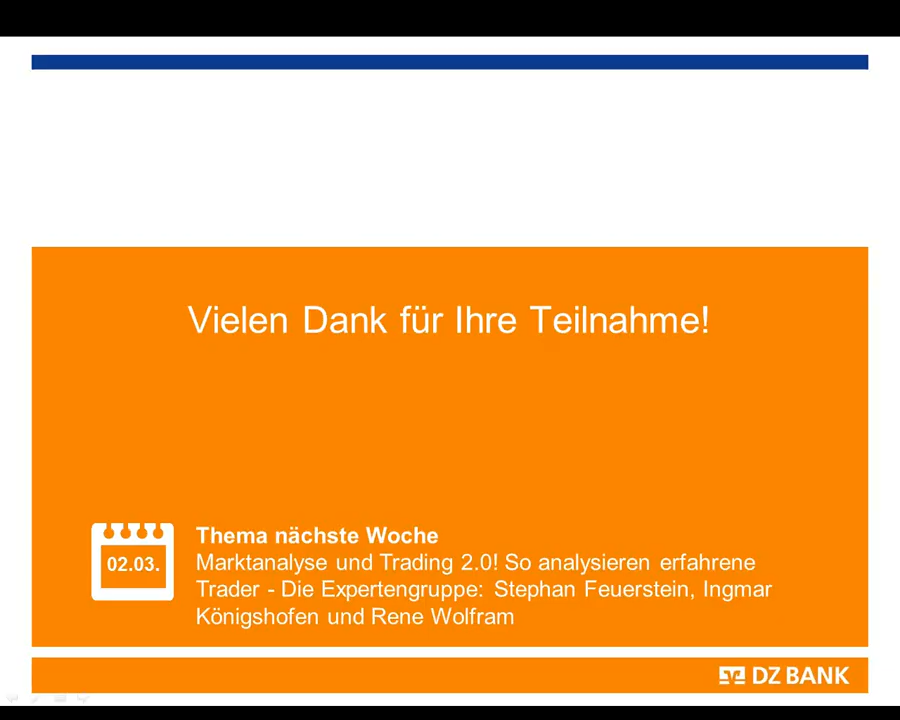 Vielen Dank für Ihre Teilnahme!
02.03.
Thema nächste Woche
Marktanalyse und Trading 2.0! So analysieren erfahrene
Trader - Die Expertengruppe: Stephan Feuerstein, Ingmar
Königshofen und Rene Wolfram
DZ BANK